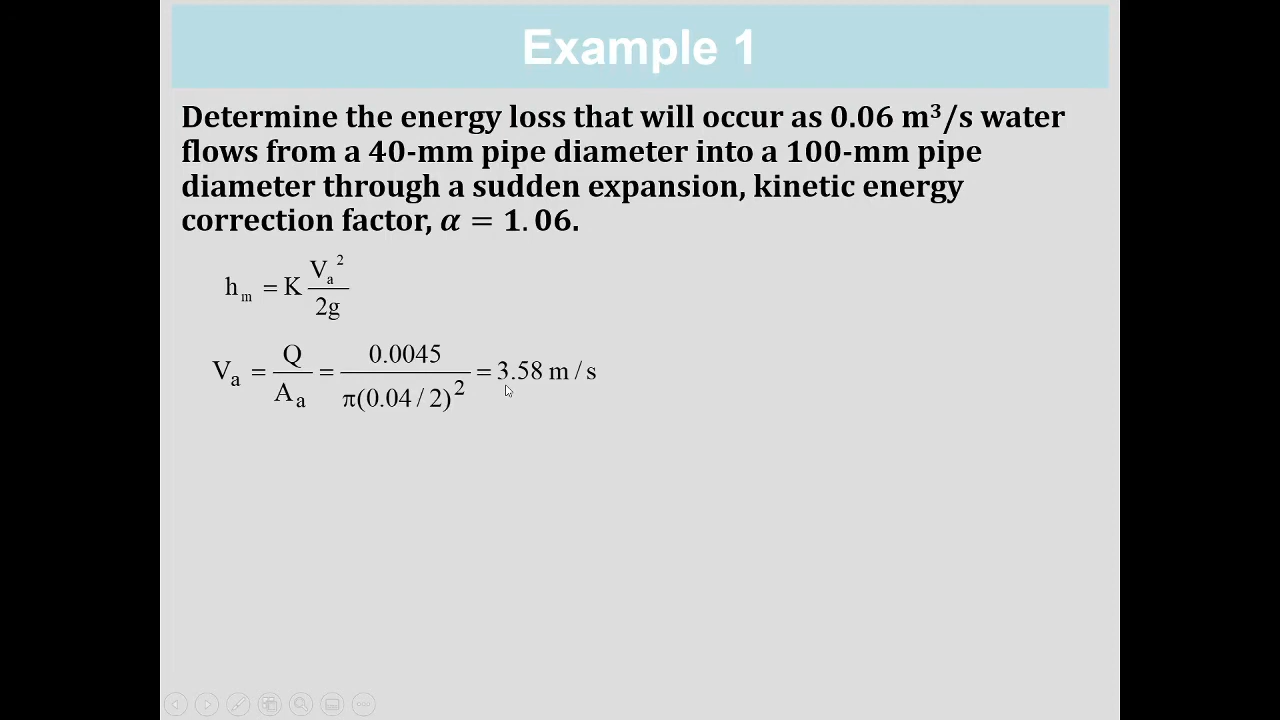 Example 1
Determine the energy loss that will occur as 0.06 m³/s water
flows from a 40-mm pipe diameter into a 100-mm pipe
diameter through a sudden expansion, kinetic energy
correction factor, α = 1.06.
h_m = K V_a² / 2g
V_a = Q / A_a = 0.0045 / π(0.04 / 2)² = 3.58 m / s